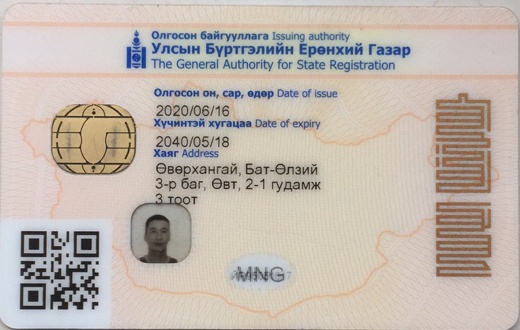 Олгосон байгууллага Issuing authority
Улсын Бүртгэлийн Ерөнхий Газар
The General Authority for State Registration
Олгосон он, сар, өдөр Date of issue
2020/06/16
Хүчинтэй хугацаа Date of expiry
2040/05/18
Хаяг Address
Өвөрхангай, Бат-Өлзий
3-р баг, Өвт, 2-1 гудамж
3 тоот
MNG